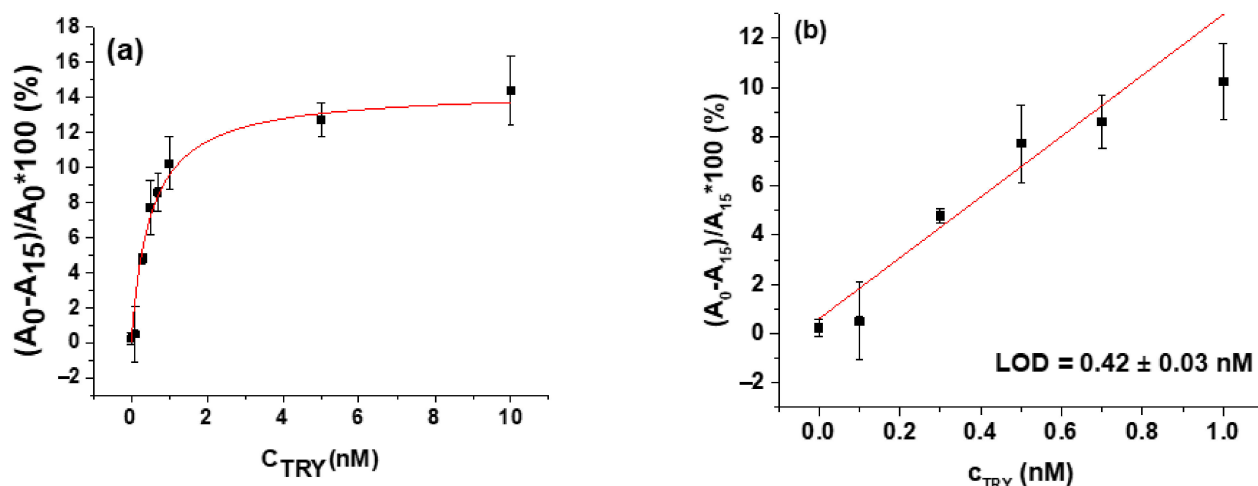 (a)
(A0-A15)/A0*100 (%)
18
16
14
12
10
8
6
4
2
0
−2
0 2 4 6 8 10
CTRY (nM)
(b)
(A0-A15)/A15*100 (%)
12
10
8
6
4
2
0
−2
LOD = 0.42 ± 0.03 nM
0.0 0.2 0.4 0.6 0.8 1.0
cTRY (nM)